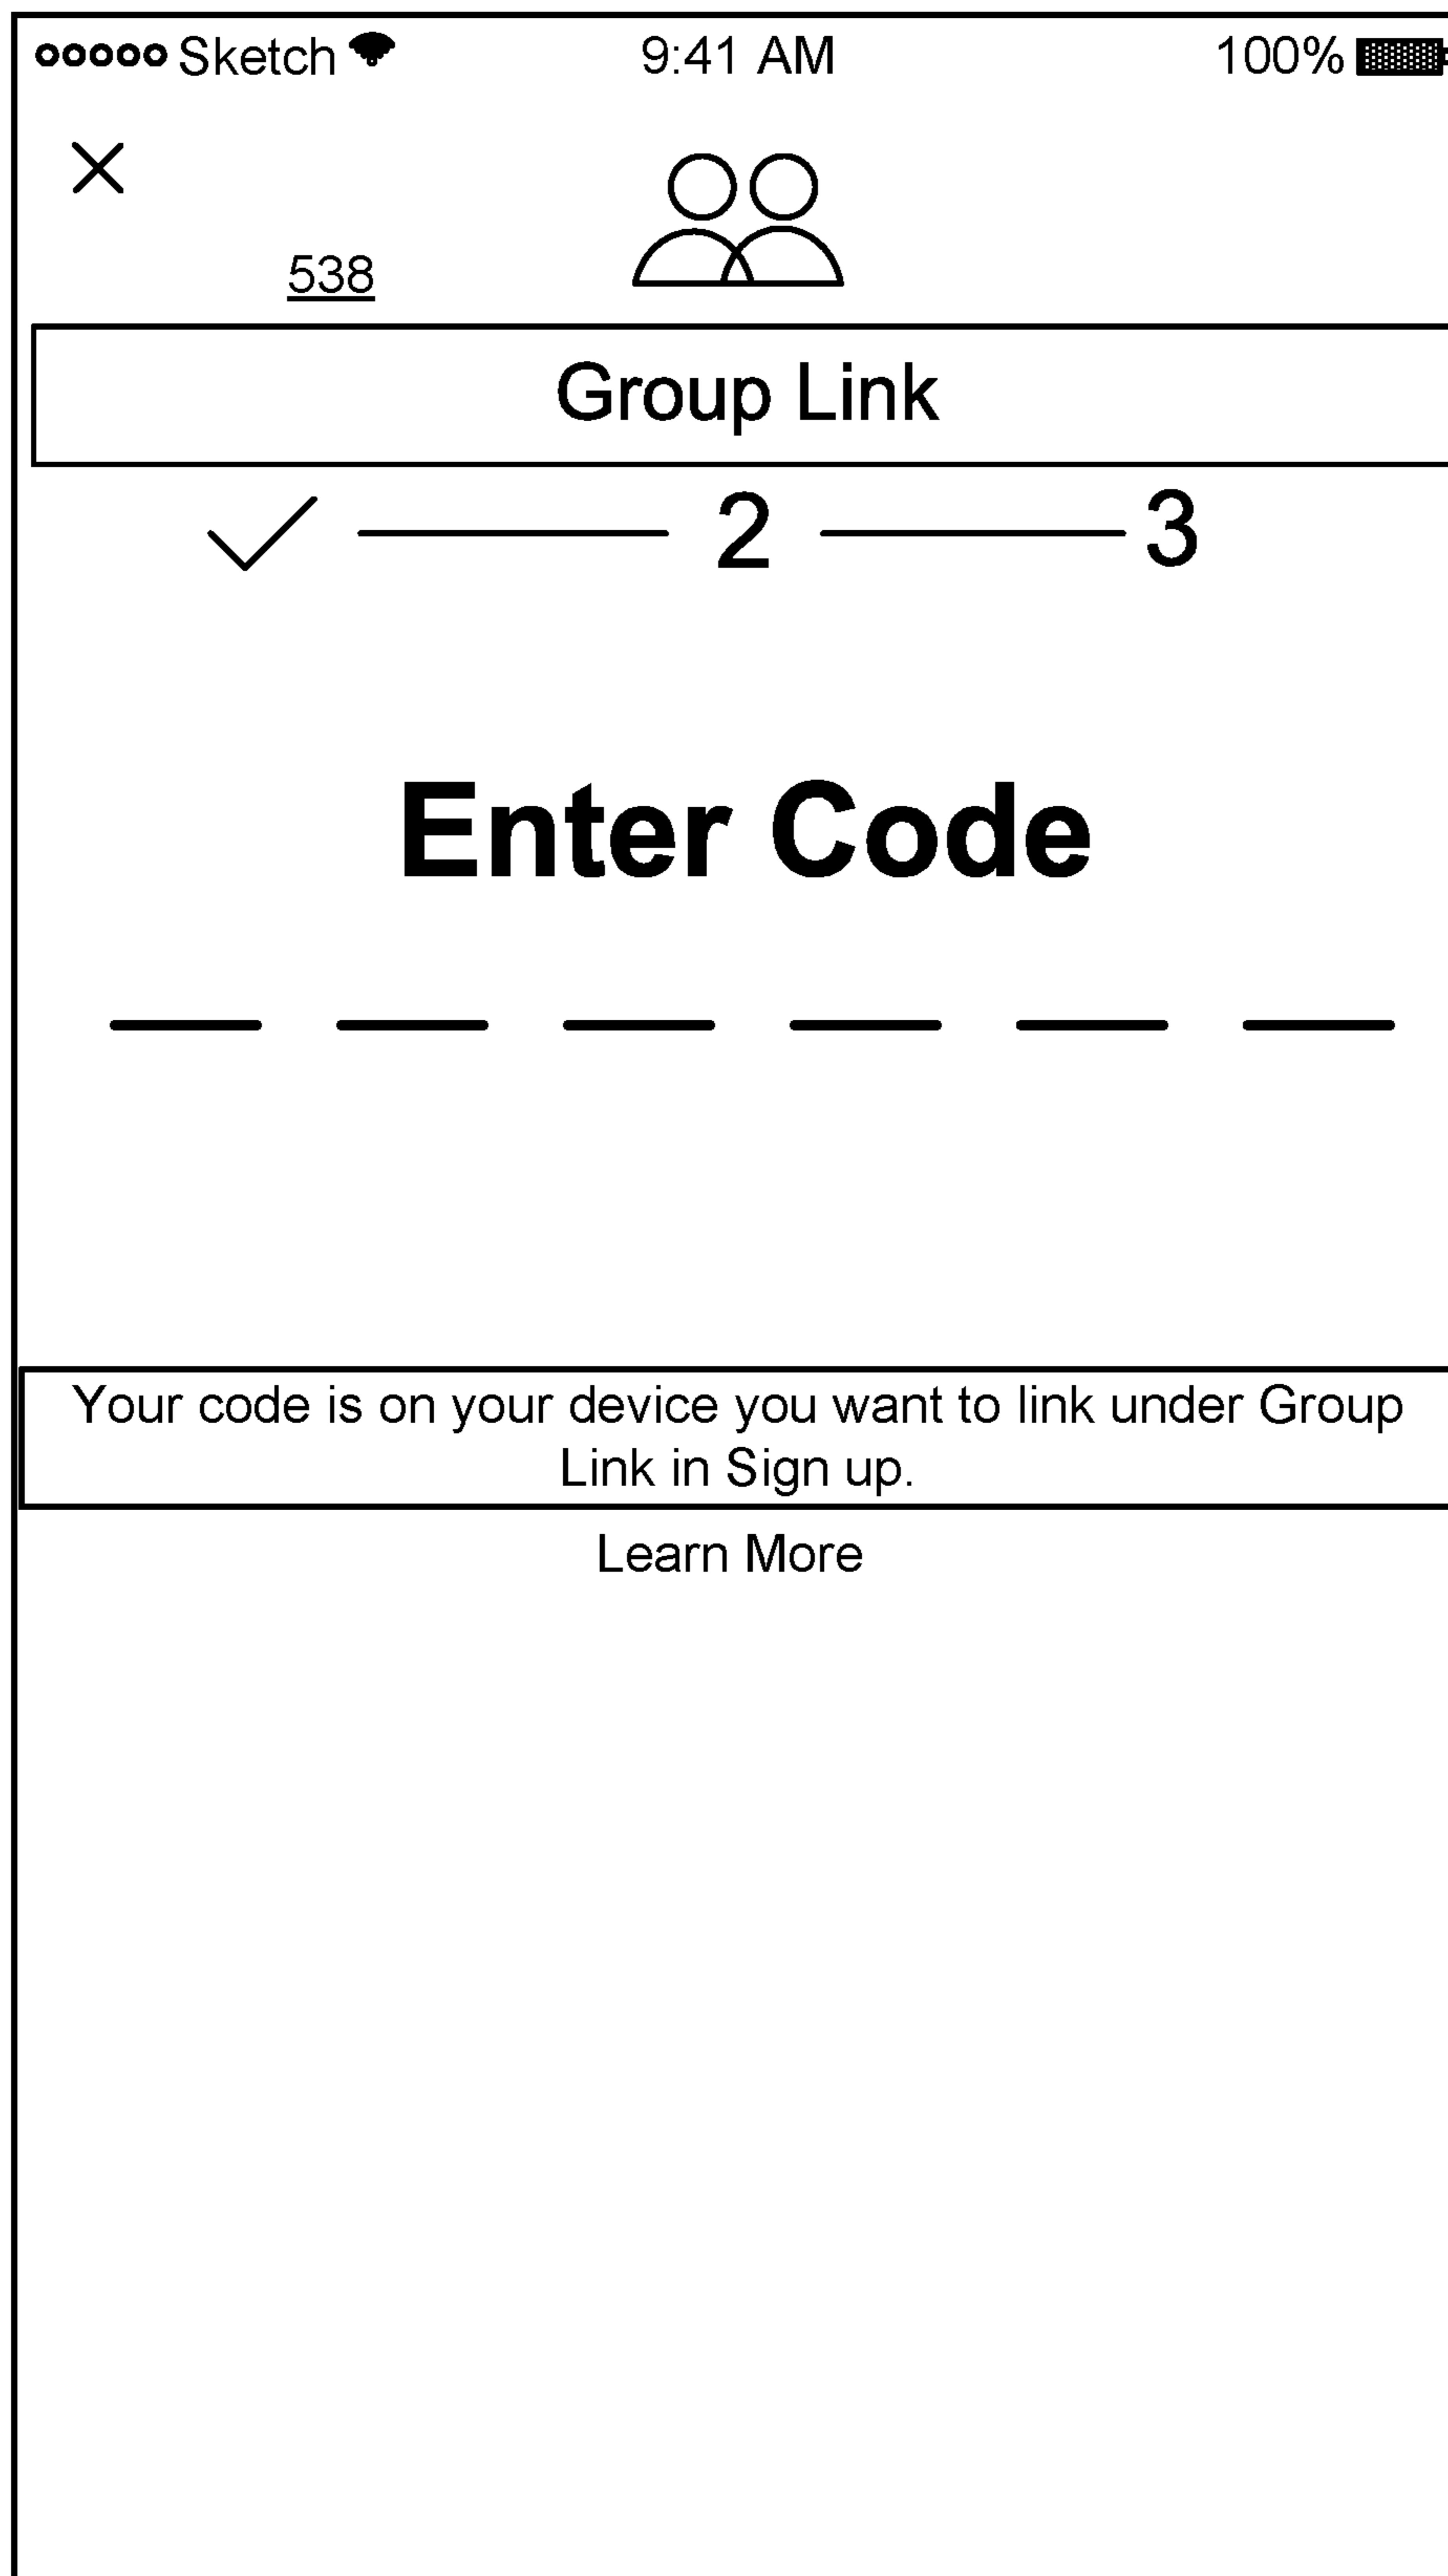 Sketch 9:41 AM 100%
538
Group Link
2 3
Enter Code
Your code is on your device you want to link under Group
Link in Sign up.
Learn More